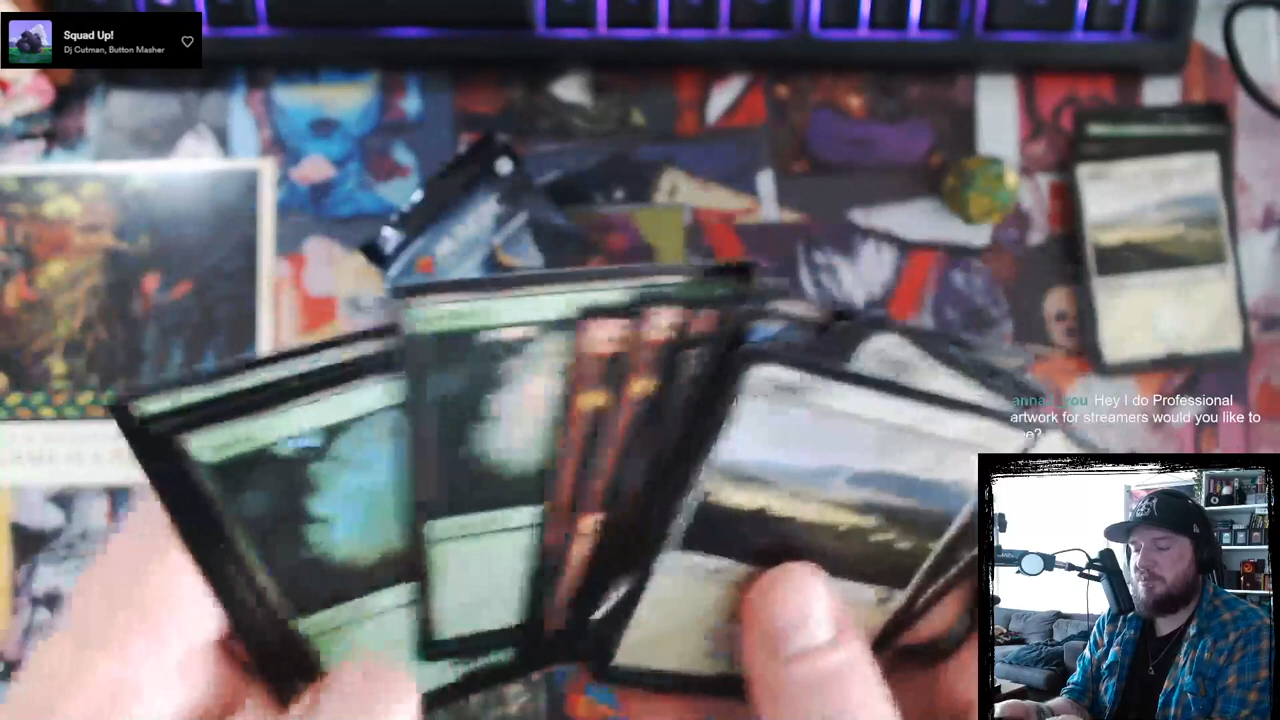 Squad Up!
Dj Cutman, Button Masher
Hey I do Professional
artwork for streamers would you like to